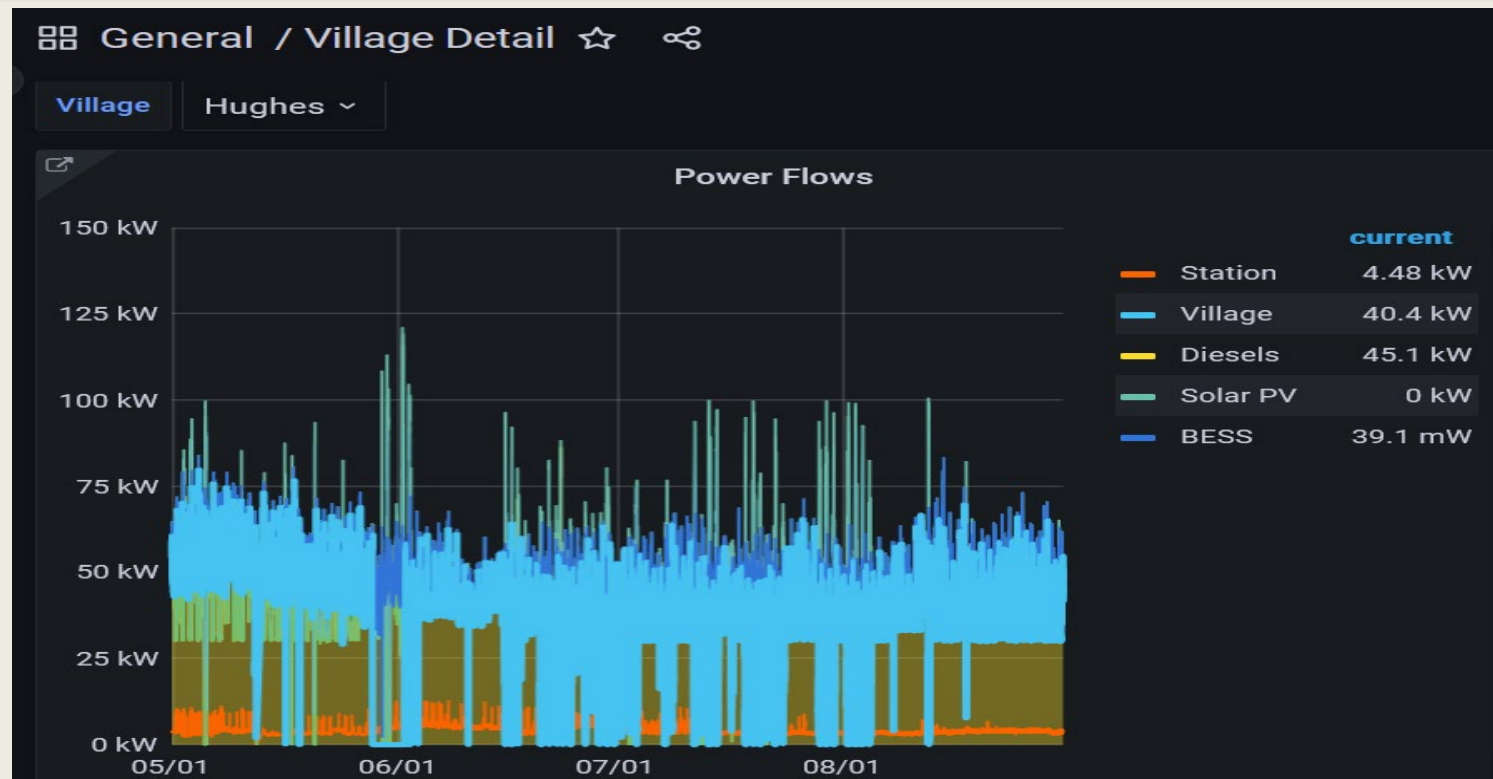 General / Village Detail
Village Hughes
Power Flows
150 kW
125 kW
100 kW
75 kW
50 kW
25 kW
0 kW
05/01 06/01 07/01 08/01
current
Station 4.48 kW
Village 40.4 kW
Diesels 45.1 kW
Solar PV 0 kW
BESS 39.1 mW